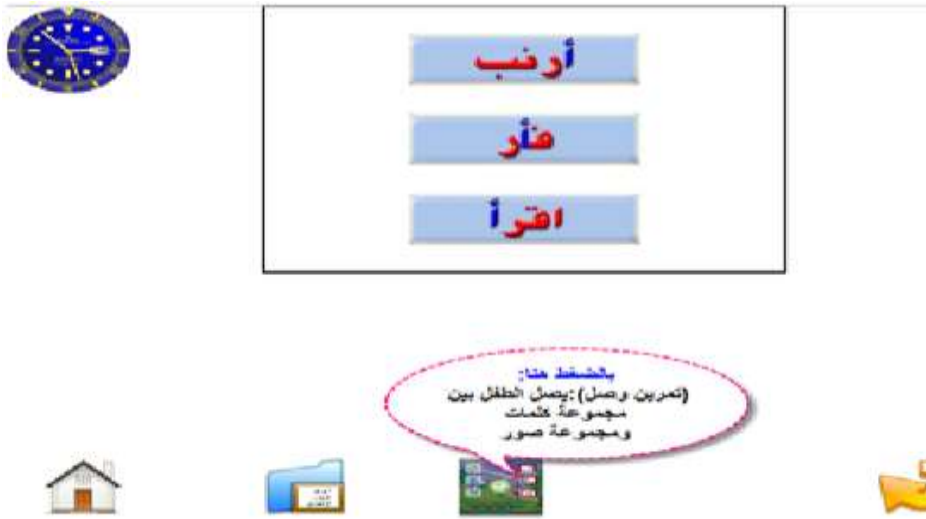 أرنب
فأر
اقرأ
بالضغط هنا:
(تمرين وصل):يصل الطفل بين
مجموعة كلمات
ومجموعة صور